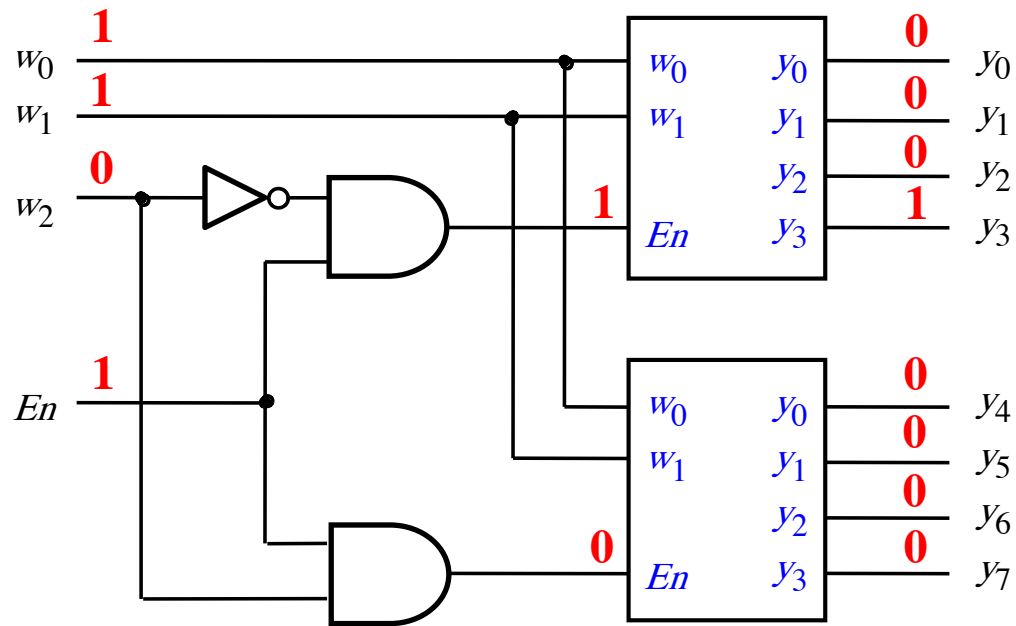 1 0
w0 w0 y0 y0
1 0
w1 w1 y1 y1
0 0
w2 y2 y2
1 1
En y3 y3
1 0
En w0 y0 y4
0
w1 y1 y5
0
y2 y6
0 0
En y3 y7